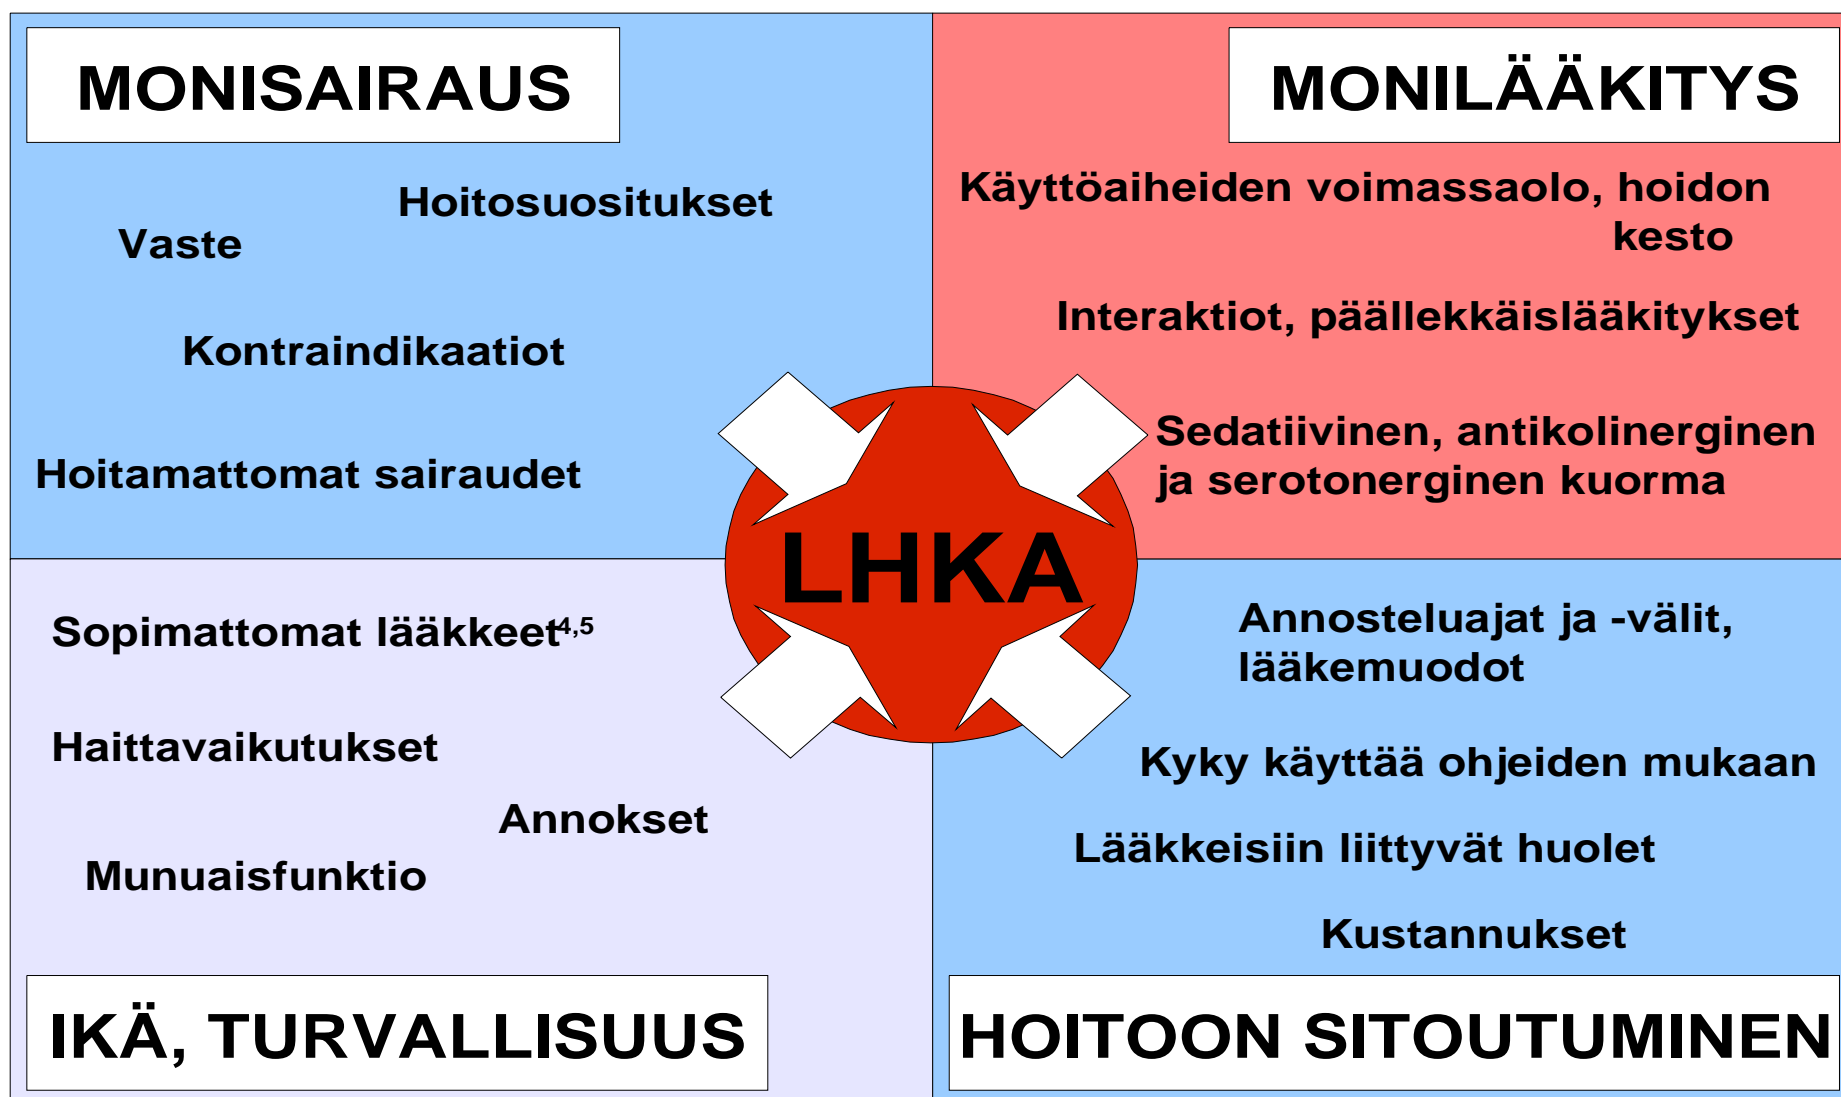 MONISAIRAUS
Hoitosuositukset
Vaste
Kontraindikaatiot
Hoitamattomat sairaudet
MONILÄÄKITYS
Käyttöaiheiden voimassaolo, hoidon
kesto
Interaktiot, päällekkäislääkitykset
Sedatiivinen, antikolinerginen
ja serotonerginen kuorma
LHKA
Sopimattomat lääkkeet4,5
Haittavaikutukset
Annokset
Munuaisfunktio
IKÄ, TURVALLISUUS
Annosteluajat ja -välit,
lääkemuodot
Kyky käyttää ohjeiden mukaan
Lääkkeisiin liittyvät huolet
Kustannukset
HOITOON SITOUTUMINEN